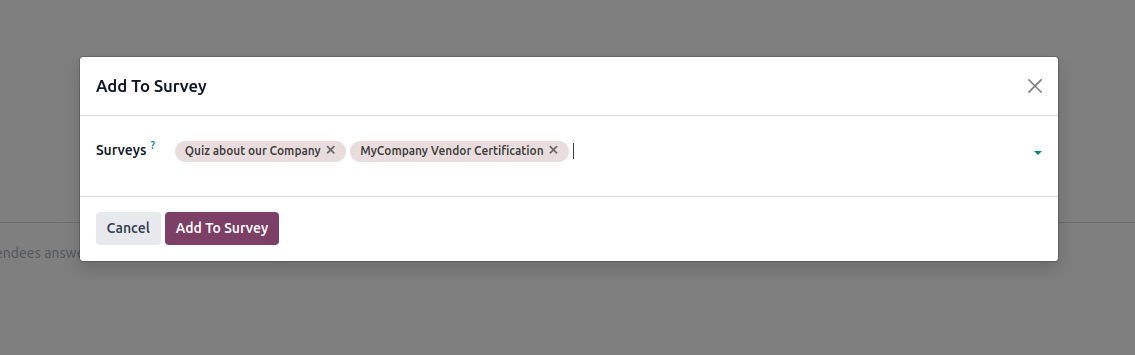 Add To Survey
Surveys ?
Quiz about our Company ✕ MyCompany Vendor Certification ✕
Cancel Add To Survey
endees answ